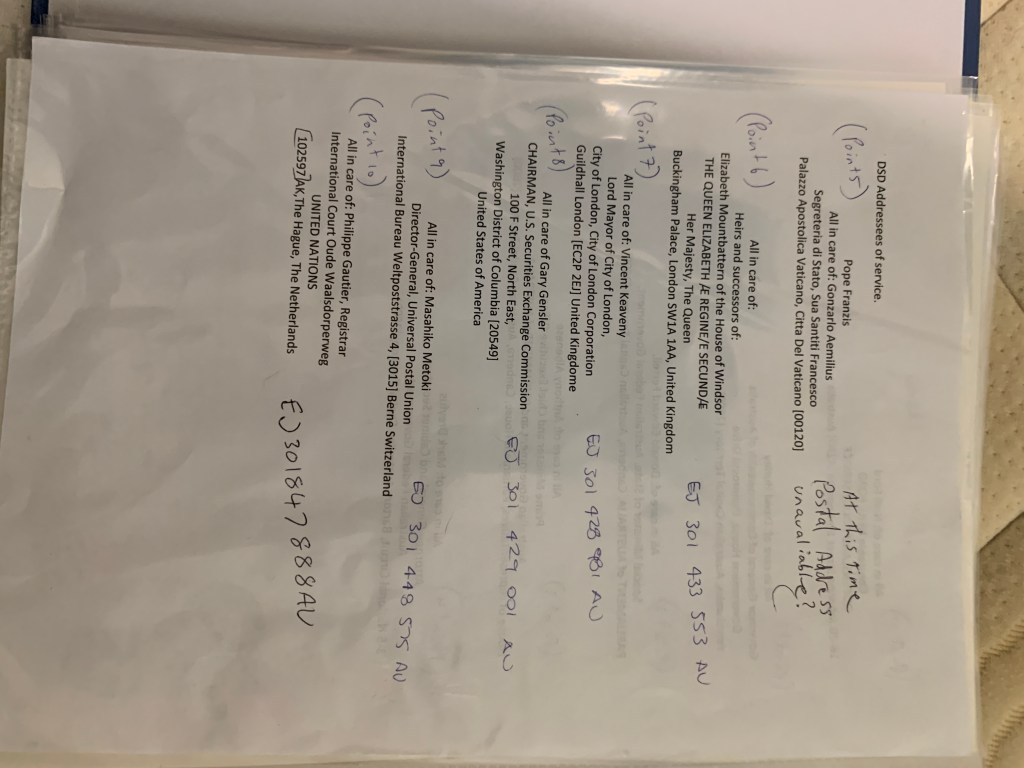 DSD Addressees of service.
(Point 5)
Pope Franzis
All in care of: Gonzarlo Aemilius
Segreteria di Stato, Sua Santiti Francesco
Palazzo Apostolica Vaticano, Citta Del Vaticano [00120]
At this time
Postal Address
unavaliable?
(Point 6)
All in care of:
Heirs and successors of:
Elizabeth Mountbattern of the House of Windsor
THE QUEEN ELIZABETH /Æ REGINE/E SECUND/E
Her Majesty, The Queen
Buckingham Palace, London SW1A 1AA, United Kingdom
EJ 301 433 553 AU
(Point 7)
All in care of: Vincent Keaveny
Lord Mayor of City of London,
City of London, City of London Corporation
Guildhall London [EC2P 2EJ] United Kingdome
EJ 301 428 981 AU
(Point 8)
All in care of Gary Gensler
CHAIRMAN, U.S. Securities Exchange Commission
100 F Street, North East,
Washington District of Columbia [20549]
United States of America
EJ 301 429 001 AU
(Point 9)
All in care of: Masahiko Metoki
Director-General, Universal Postal Union
International Bureau Weltpoststrasse 4, [3015] Berne Switzerland
EJ 301 448 575 AU
(Point 10)
All in care of: Philippe Gautier, Registrar
International Court Oude Waalsdorperweg
UNITED NATIONS
[102597]AK,The Hague, The Netherlands
EJ301847888AU